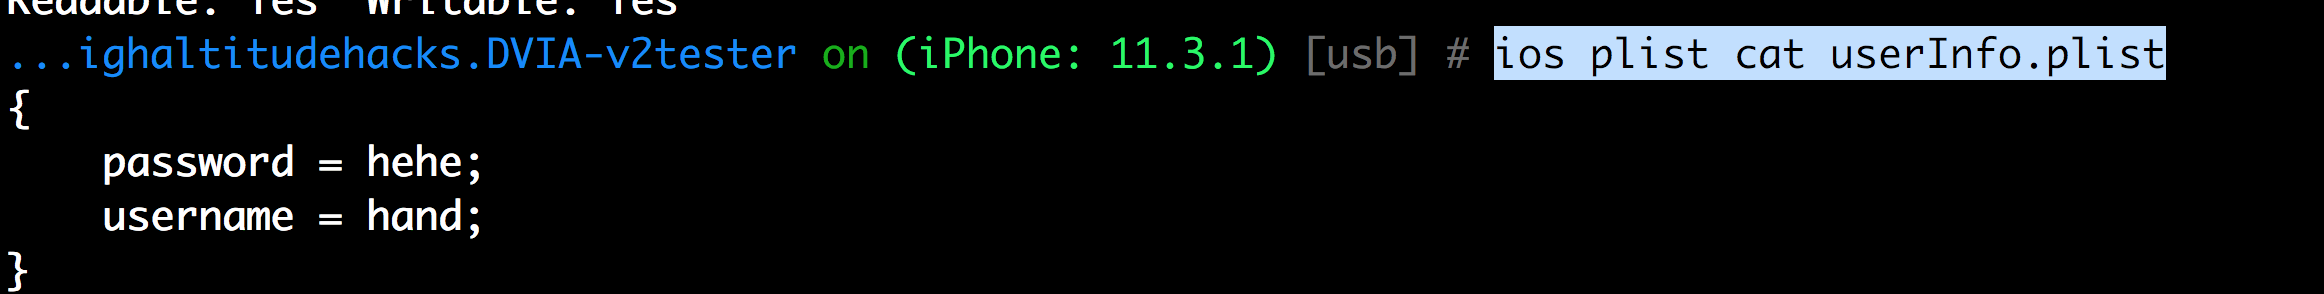 Readable: Yes  Writable: Yes
...ighaltitudehacks.DVIA-v2tester on (iPhone: 11.3.1) [usb] # ios plist cat userInfo.plist
{
    password = hehe;
    username = hand;
}